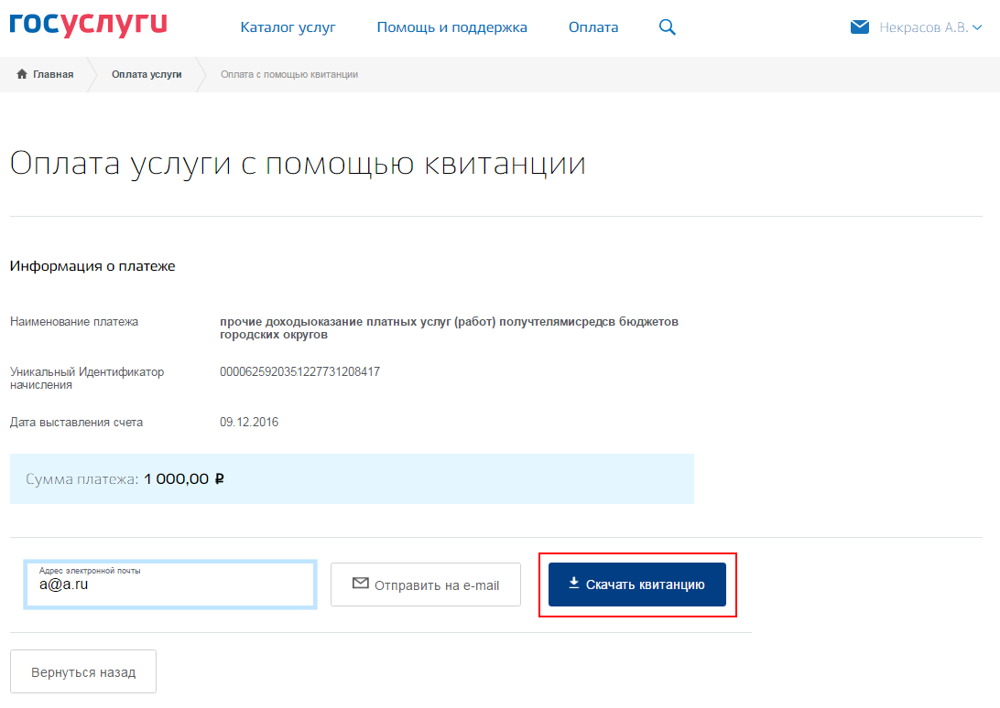 госуслуги Каталог услуг Помощь и поддержка Оплата Некрасов А.В.
Главная Оплата услуги Оплата с помощью квитанции
Оплата услуги с помощью квитанции
Информация о платеже
Наименование платежа прочие доходыоказание платных услуг (работ) получтелямисредсв бюджетов
городских округов
Уникальный Идентификатор 0000625920351227731208417
начисления
Дата выставления счета 09.12.2016
Сумма платежа: 1 000,00 ₽
Адрес электронной почты
a@a.ru Отправить на e-mail Скачать квитанцию
Вернуться назад